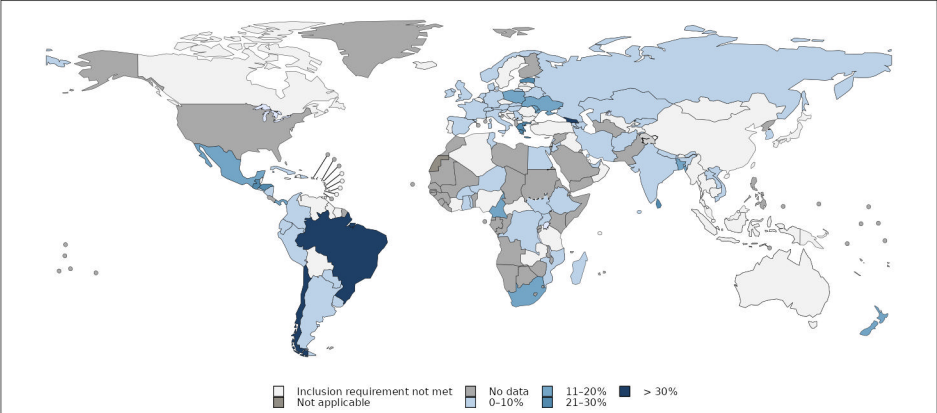 Inclusion requirement not met No data 11–20% > 30%
Not applicable 0–10% 21–30%